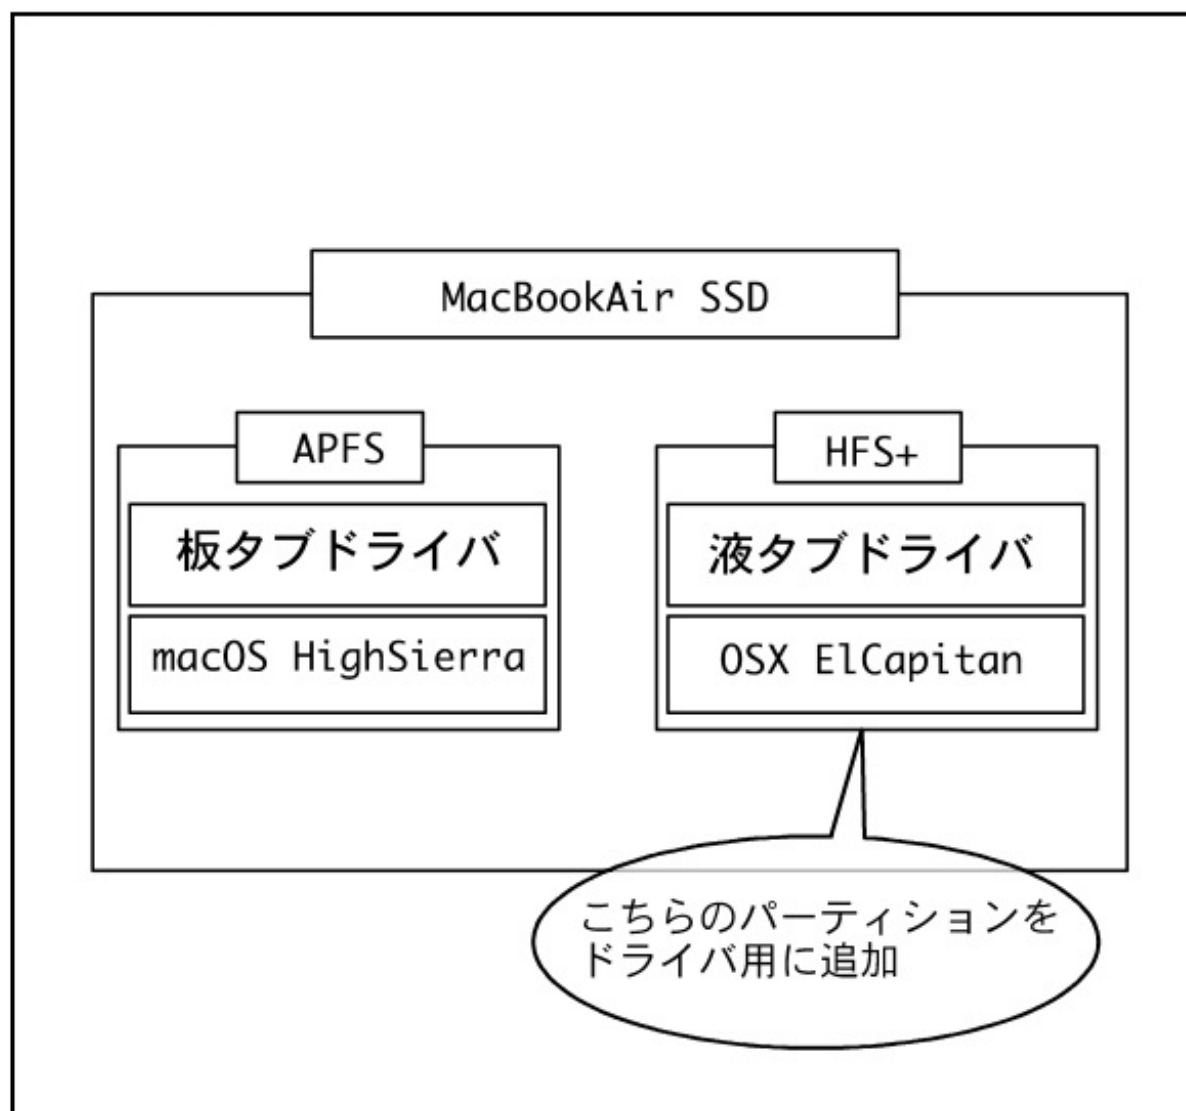 MacBookAir SSD
APFS
板タブドライバ
macOS HighSierra
HFS+
液タブドライバ
OSX ElCapitan
こちらのパーティションを
ドライバ用に追加